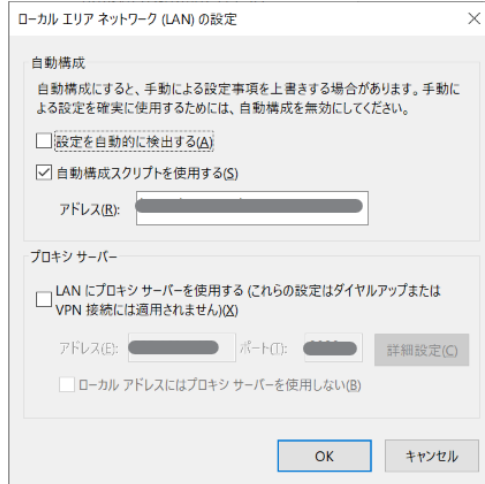 ローカル エリア ネットワーク (LAN) の設定
自動構成
自動構成にすると、手動による設定事項を上書きする場合があります。手動に
よる設定を確実に使用するためには、自動構成を無効にしてください。
設定を自動的に検出する(A)
自動構成スクリプトを使用する(S)
アドレス(R):
プロキシ サーバー
LAN にプロキシ サーバーを使用する (これらの設定はダイヤルアップまたは
VPN 接続には適用されません)(X)
アドレス(E): ポート(T): 詳細設定(C)
ローカル アドレスにはプロキシ サーバーを使用しない(B)
OK キャンセル